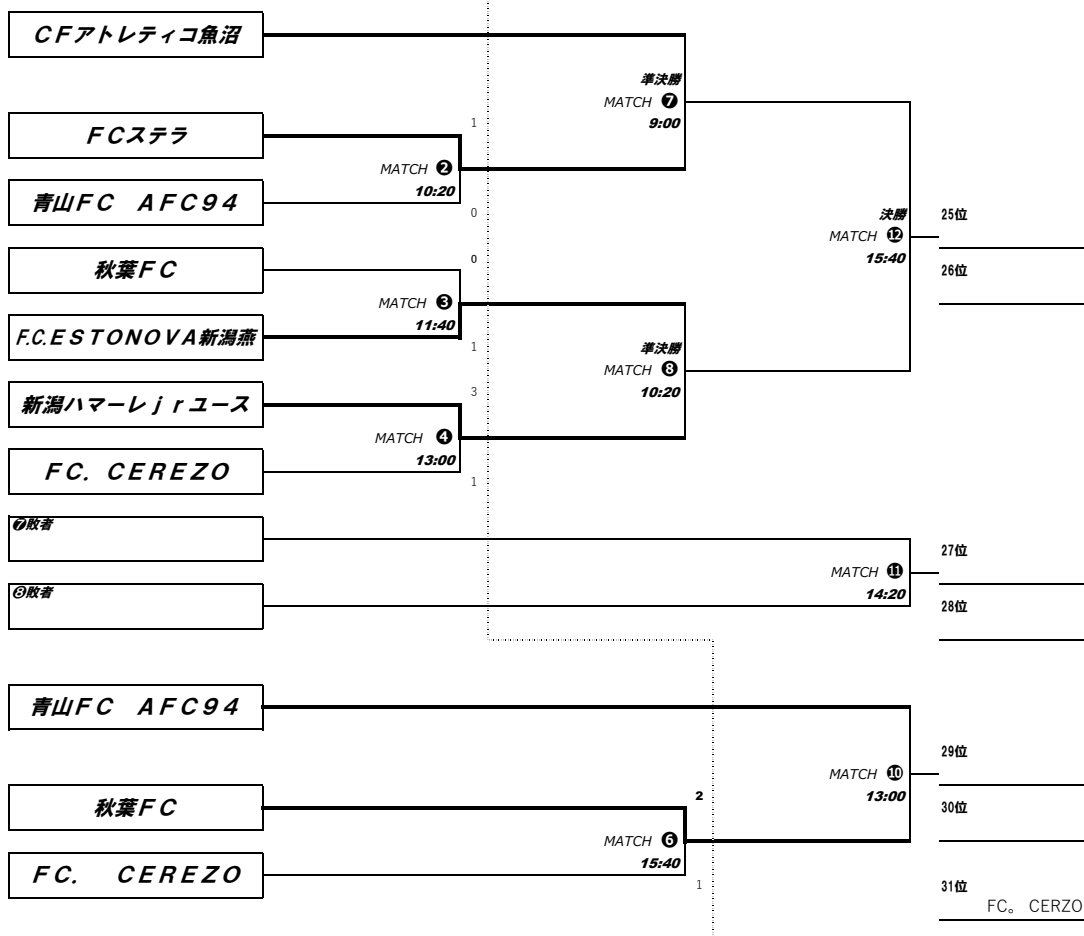 ＣＦアトレティコ魚沼
準決勝
MATCH ❼
9:00
ＦＣステラ
1
MATCH ❷
10:20
青山ＦＣ　ＡＦＣ９４
0
決勝
25位
MATCH ⓬
15:40
秋葉ＦＣ
0
26位
MATCH ❸
11:40
F.C.ＥＳＴＯＮＯＶＡ新潟燕
1
準決勝
MATCH ❽
10:20
新潟ハマーレｊｒユース
3
MATCH ❹
13:00
ＦＣ．ＣＥＲＥＺＯ
1
❼敗者
27位
MATCH ⓫
14:20
❽敗者
28位
青山ＦＣ　ＡＦＣ９４
29位
MATCH ❿
13:00
秋葉ＦＣ
2
30位
MATCH ❻
15:40
ＦＣ．　ＣＥＲＥＺＯ
1
31位
FC。 CERZO